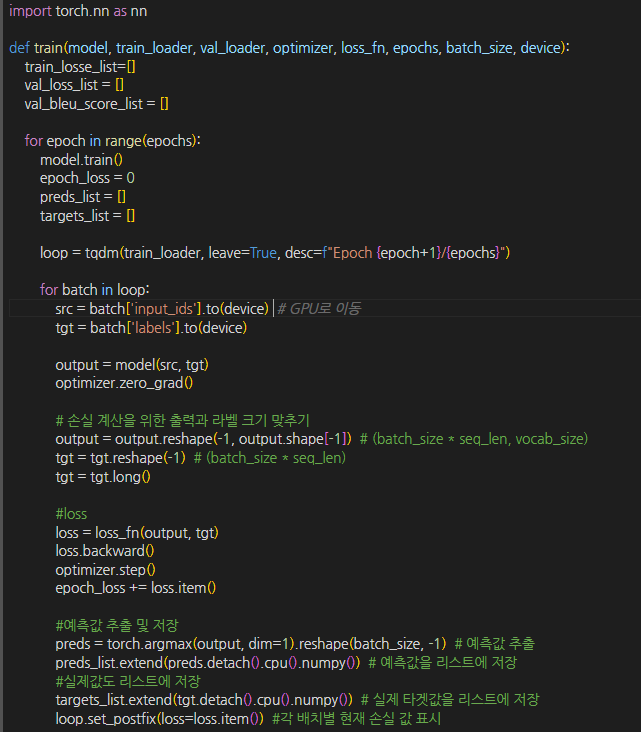 import torch.nn as nn
def train(model, train_loader, val_loader, optimizer, loss_fn, epochs, batch_size, device):
train_losse_list=[]
val_loss_list = []
val_bleu_score_list = []
for epoch in range(epochs):
model.train()
epoch_loss = 0
preds_list = []
targets_list = []
loop = tqdm(train_loader, leave=True, desc=f"Epoch {epoch+1}/{epochs}")
for batch in loop:
src = batch['input_ids'].to(device) # GPU로 이동
tgt = batch['labels'].to(device)
output = model(src, tgt)
optimizer.zero_grad()
# 손실 계산을 위한 출력과 라벨 크기 맞추기
output = output.reshape(-1, output.shape[-1]) # (batch_size * seq_len, vocab_size)
tgt = tgt.reshape(-1) # (batch_size * seq_len)
tgt = tgt.long()
#loss
loss = loss_fn(output, tgt)
loss.backward()
optimizer.step()
epoch_loss += loss.item()
#예측값 추출 및 저장
preds = torch.argmax(output, dim=1).reshape(batch_size, -1) # 예측값 추출
preds_list.extend(preds.detach().cpu().numpy()) # 예측값을 리스트에 저장
#실제값도 리스트에 저장
targets_list.extend(tgt.detach().cpu().numpy()) # 실제 타겟값을 리스트에 저장
loop.set_postfix(loss=loss.item()) #각 배치별 현재 손실 값 표시